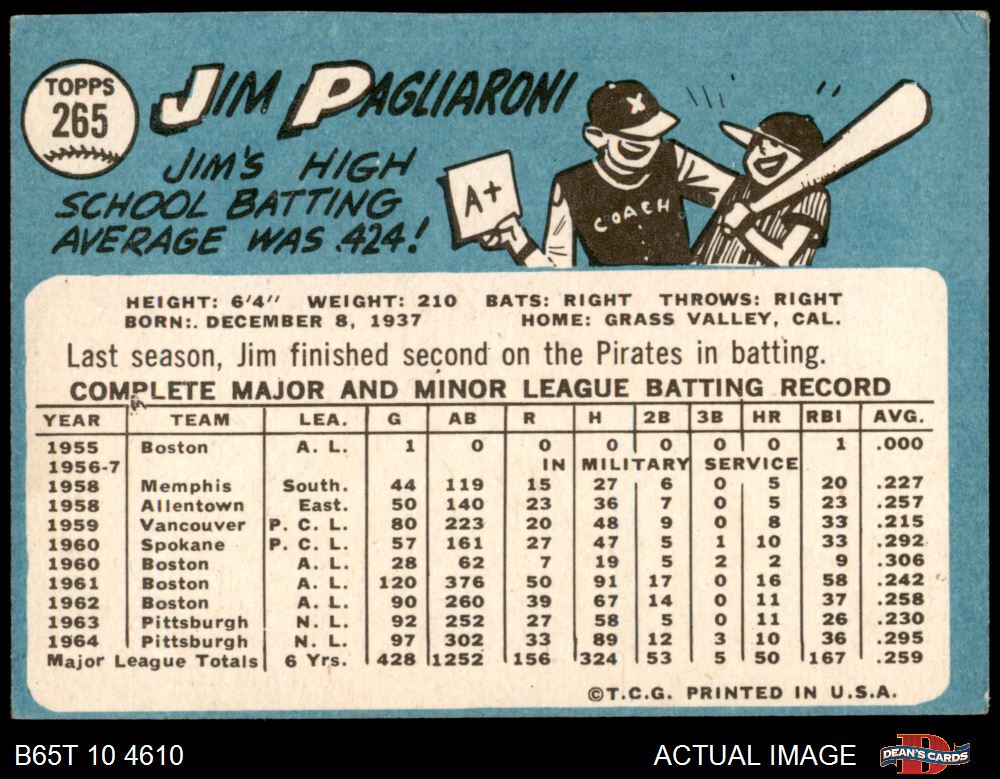 TOPPS
265
JIM PAGLIARONI
JIM'S HIGH
SCHOOL BATTING
AVERAGE WAS .424!
A+
X
COACH
HEIGHT: 6'4" WEIGHT: 210 BATS: RIGHT THROWS: RIGHT
BORN:. DECEMBER 8, 1937 HOME: GRASS VALLEY, CAL.
Last season, Jim finished second on the Pirates in batting.
COMPLETE MAJOR AND MINOR LEAGUE BATTING RECORD
YEAR TEAM LEA. G AB R H 2B 3B HR RBI AVG.
1955 Boston A. L. 1 0 0 0 0 0 0 1 .000
1956-7 IN MILITARY SERVICE
1958 Memphis South. 44 119 15 27 6 0 5 20 .227
1958 Allentown East. 50 140 23 36 7 0 5 23 .257
1959 Vancouver P. C. L. 80 223 20 48 9 0 8 33 .215
1960 Spokane P. C. L. 57 161 27 47 5 1 10 33 .292
1960 Boston A. L. 28 62 7 19 5 2 2 9 .306
1961 Boston A. L. 120 376 50 91 17 0 16 58 .242
1962 Boston A. L. 90 260 39 67 14 0 11 37 .258
1963 Pittsburgh N. L. 92 252 27 58 5 0 11 26 .230
1964 Pittsburgh N. L. 97 302 33 89 12 3 10 36 .295
Major League Totals 6 Yrs. 428 1252 156 324 53 5 50 167 .259
©T.C.G. PRINTED IN U.S.A.
B65T 10 4610 ACTUAL IMAGE DEAN'S CARDS